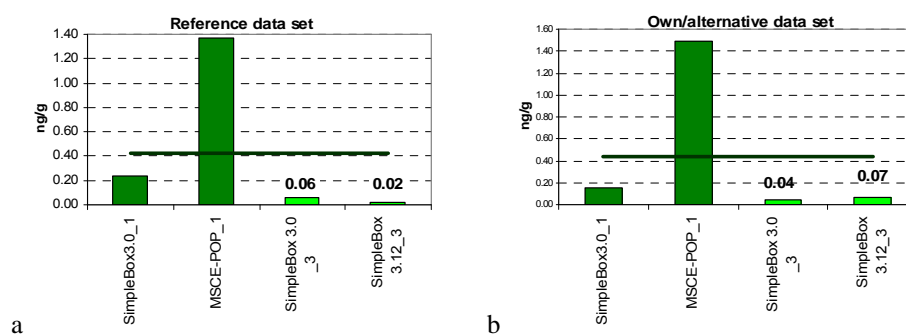 Reference data set
ng/g
1.40
1.20
1.00
0.80
0.60
0.40
0.20
0.00
0.06
0.02
SimpleBox3.0_1
MSCE-POP_1
SimpleBox 3.0
_3
SimpleBox
3.12_3
a
Own/alternative data set
ng/g
1.60
1.40
1.20
1.00
0.80
0.60
0.40
0.20
0.00
0.04
0.07
SimpleBox3.0_1
MSCE-POP_1
SimpleBox 3.0
_3
SimpleBox
3.12_3
b